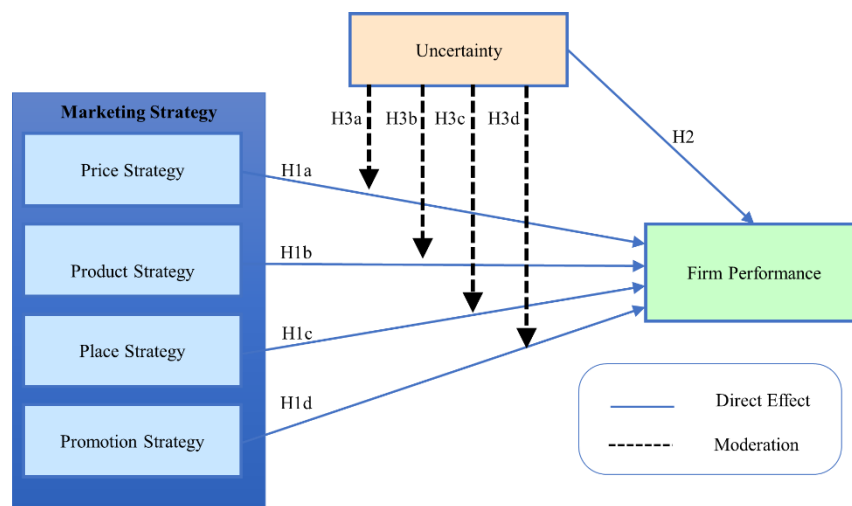 Uncertainty
Marketing Strategy
H3a
H3b
H3c
H3d
H2
Price Strategy
H1a
Product Strategy
H1b
Firm Performance
Place Strategy
H1c
Promotion Strategy
H1d
Direct Effect
Moderation